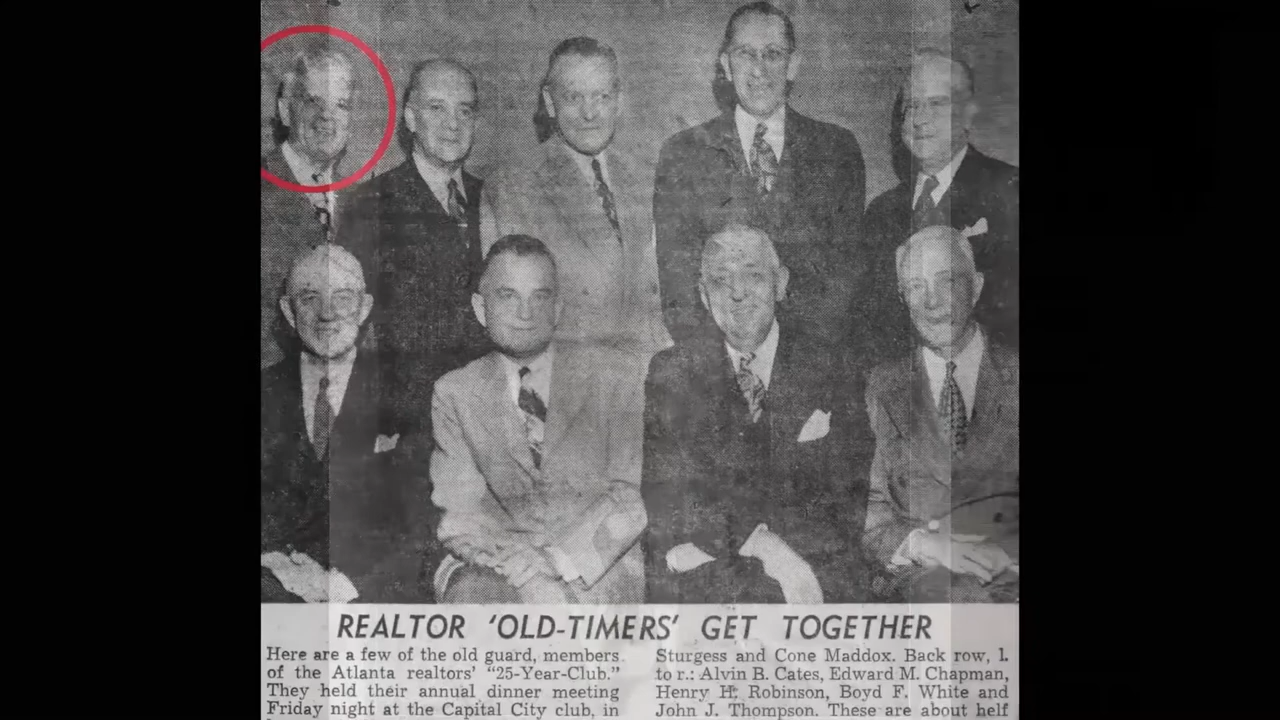 REALTOR 'OLD-TIMERS' GET TOGETHER
Here are a few of the old guard, members
of the Atlanta realtors' "25-Year-Club."
They held their annual dinner meeting
Friday night at the Capital City club, in
Sturgess and Cone Maddox. Back row, l.
to r.: Alvin B. Cates, Edward M. Chapman,
Henry H. Robinson, Boyd F. White and
John J. Thompson. These are about helf